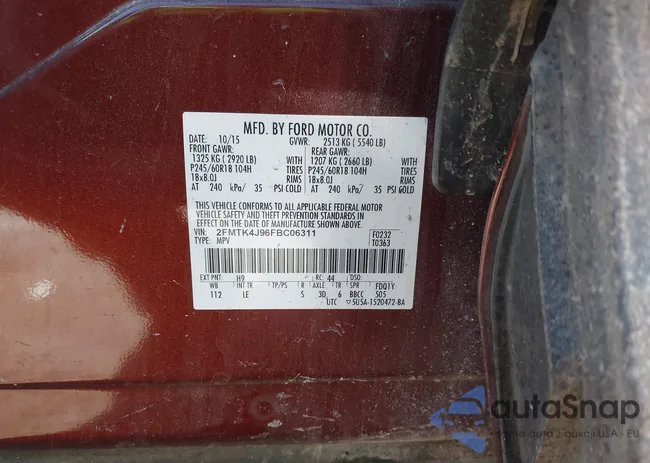 MFD. BY FORD MOTOR CO.
DATE: 10/15 GVWR: 2513 KG ( 5540 LB)
FRONT GAWR: REAR GAWR:
1325 KG ( 2920 LB) WITH 1207 KG ( 2660 LB) WITH
P245/60R18 104H TIRES P245/60R18 104H TIRES
18x8.0J RIMS 18x8.0J RIMS
AT 240 kPa/ 35 PSI COLD AT 240 kPa/ 35 PSI COLD
THIS VEHICLE CONFORMS TO ALL APPLICABLE FEDERAL MOTOR
VEHICLE SAFETY AND THEFT PREVENTION STANDARDS IN EFFECT
ON THE DATE OF MANUFACTURE SHOWN ABOVE.
VIN: 2FMTK4J96FBC06311 F0232
TYPE: MPV T0363
EXT PNT: H9 RC: 44 DSO:
WB INT TR TP/PS R AXLE TR SPR FDQ1Y
112 LE S 3D 6 BBCC 505
UTC 5U5A-1520472-BA
autaSnap
auta z aukcji USA i EU